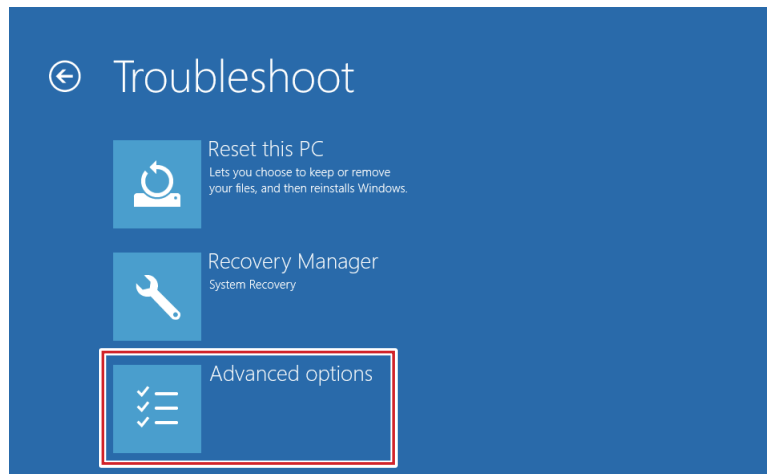 Troubleshoot
Reset this PC
Lets you choose to keep or remove
your files, and then reinstalls Windows.
Recovery Manager
System Recovery
Advanced options